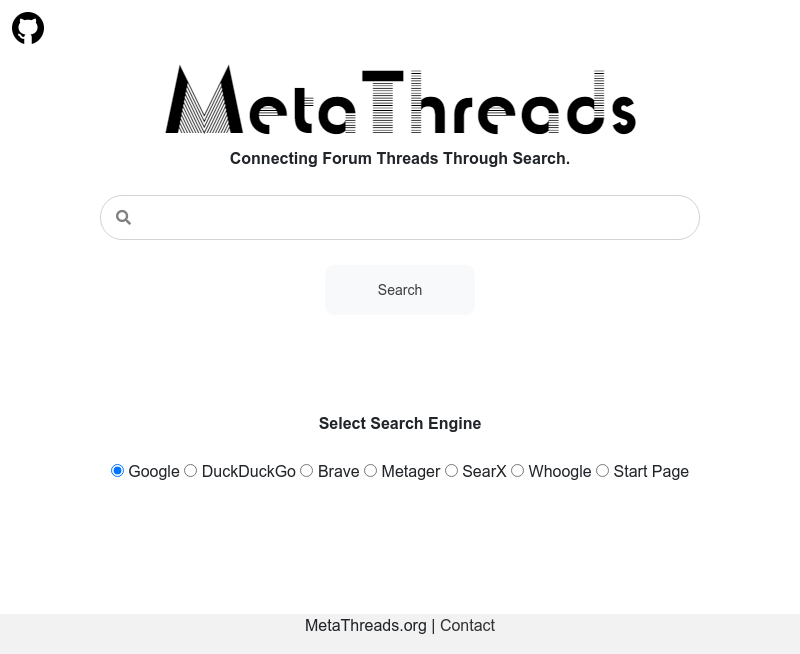 MetaThreads
Connecting Forum Threads Through Search.
Search
Select Search Engine
Google DuckDuckGo Brave Metager SearX Whoogle Start Page
MetaThreads.org | Contact